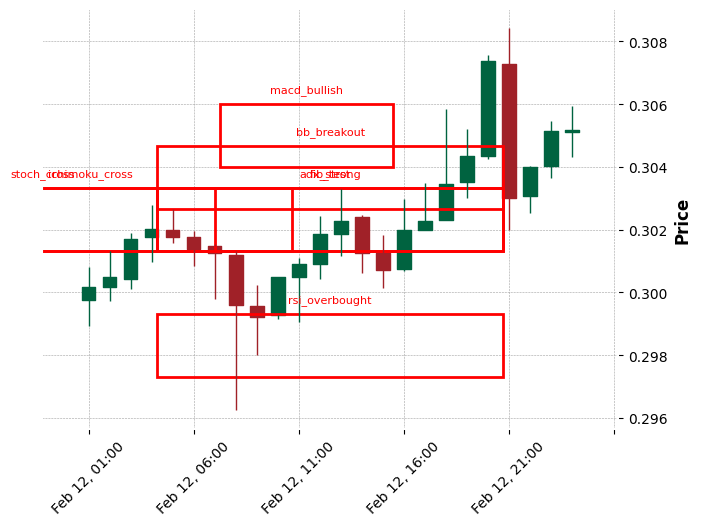 0.308
macd_bullish
0.306
bb_breakout
0.304
stoch_cross
ichimoku_cross
fib_test
adx_strong
0.302
Price
0.300
rsi_overbought
0.298
0.296
Feb 12, 01:00
Feb 12, 06:00
Feb 12, 11:00
Feb 12, 16:00
Feb 12, 21:00